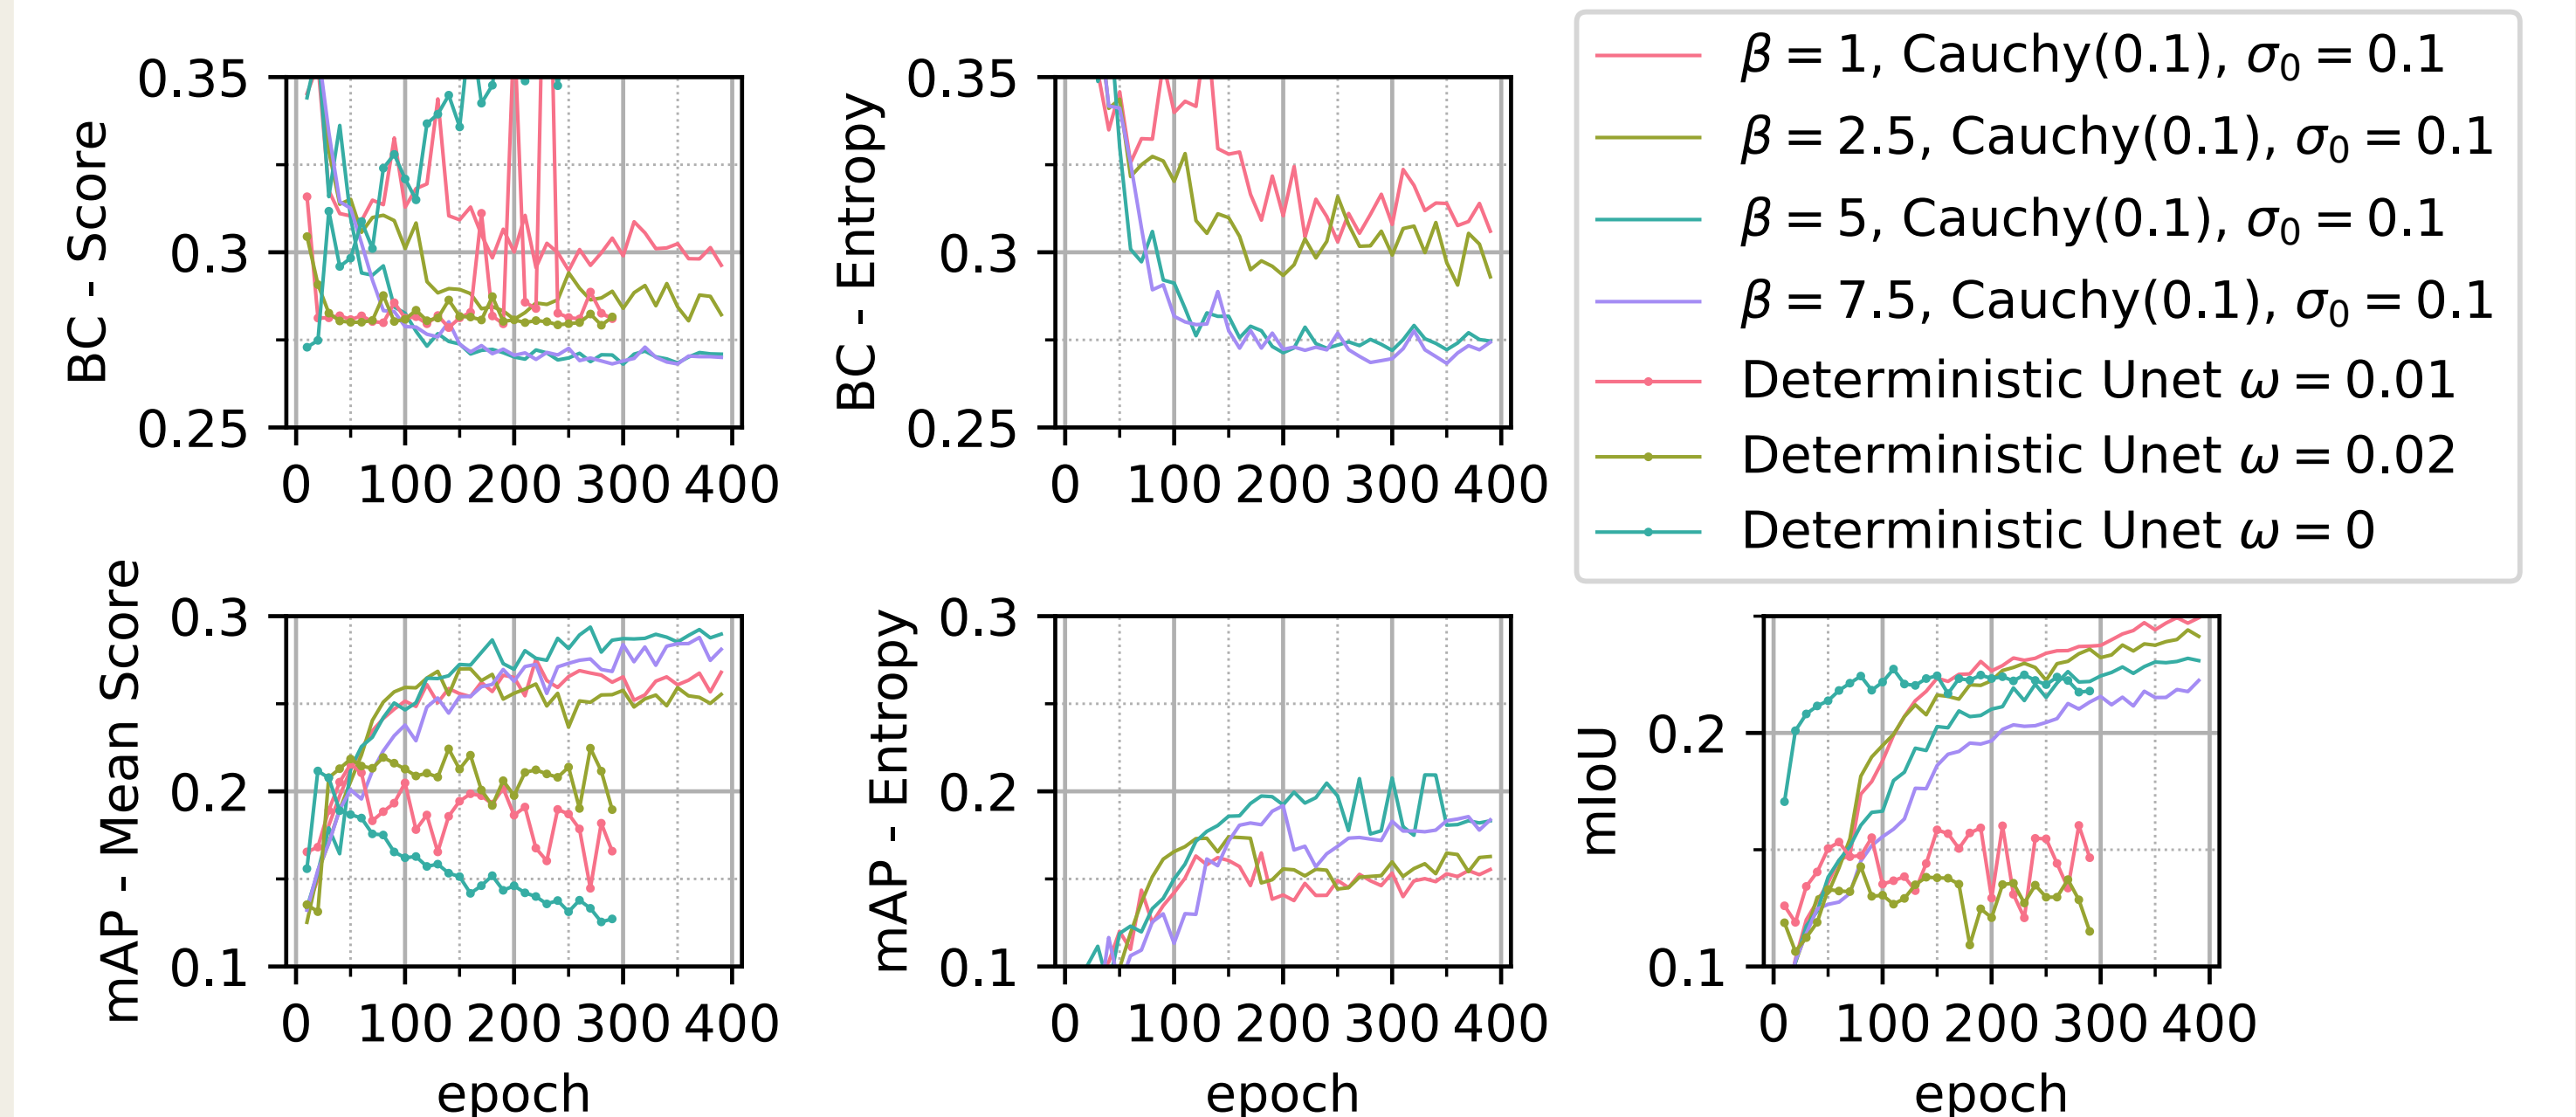 BC - Score
0.35
0.3
0.25
0 100 200 300 400
BC - Entropy
0.35
0.3
0.25
0 100 200 300 400
β = 1, Cauchy(0.1), σ₀ = 0.1
β = 2.5, Cauchy(0.1), σ₀ = 0.1
β = 5, Cauchy(0.1), σ₀ = 0.1
β = 7.5, Cauchy(0.1), σ₀ = 0.1
Deterministic Unet ω = 0.01
Deterministic Unet ω = 0.02
Deterministic Unet ω = 0
mAP - Mean Score
0.3
0.2
0.1
0 100 200 300 400
epoch
mAP - Entropy
0.3
0.2
0.1
0 100 200 300 400
epoch
mIoU
0.2
0.1
0 100 200 300 400
epoch